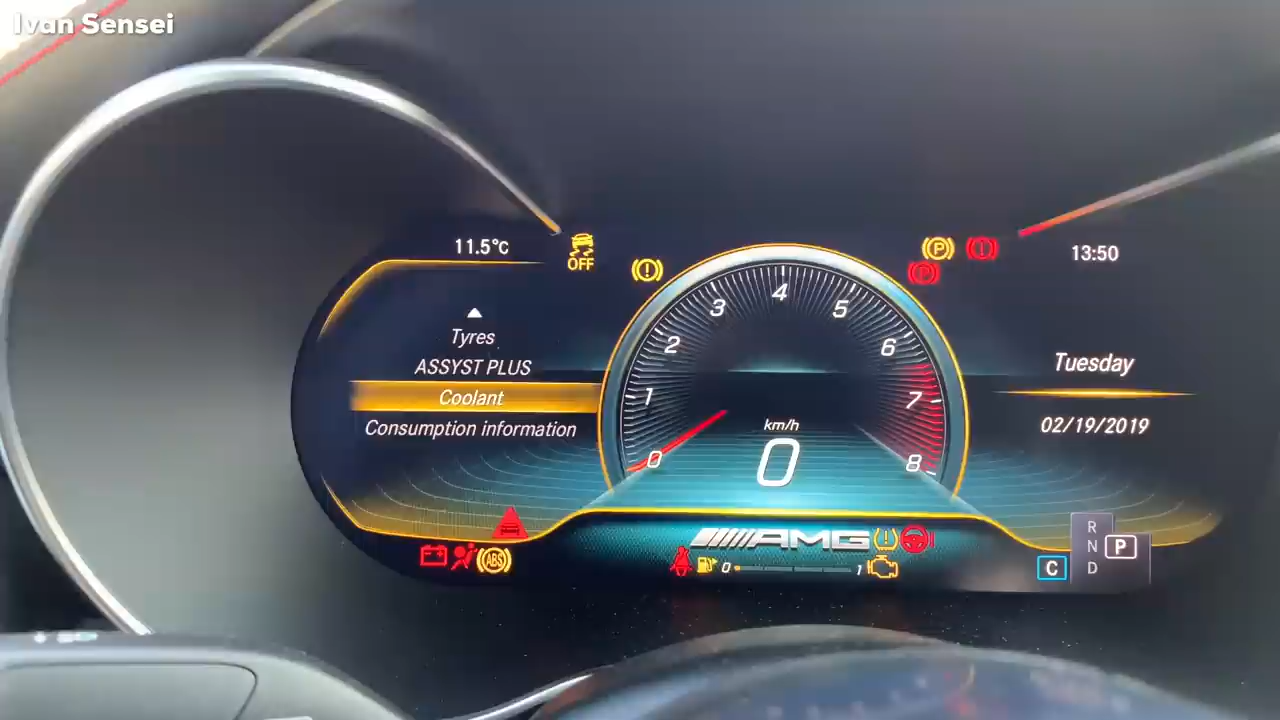 Ivan Sensei
11.5°C
OFF
13:50
Tyres
ASSYST PLUS
Coolant
Consumption information
0
1
2
3
4
5
6
7
8
km/h
0
P
P
Tuesday
02/19/2019
ABS
AMG
0
1
C
R
N
D
P